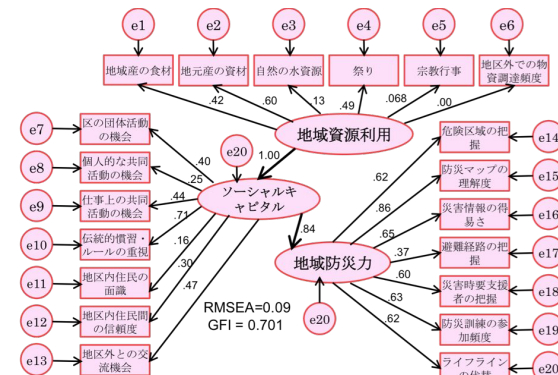 e1
e2
e3
e4
e5
e6
地域産の食材
地元産の資材
自然の水資源
祭り
宗教行事
地区外での物
資調達頻度
.42
.60
.13
.49
.068
.00
地域資源利用
1.00
e7
区の団体活動
の機会
e8
個人的な共同
活動の機会
e9
仕事上の共同
活動の機会
e10
伝統的慣習・
ルールの重視
e11
地区内住民の
面識
e12
地区内住民間
の信頼度
e13
地区外との交
流機会
.40
.25
.44
.71
.16
.30
.47
e20
ソーシャルキ
ャピタル
.84
地域防災力
e20
RMSEA=0.09
GFI = 0.701
.62
.86
.65
.37
.60
.63
.62
危険区域の把
握
e14
防災マップの
理解度
e15
災害情報の得
易さ
e16
避難経路の把
握
e17
災害時要支援
者の把握
e18
防災訓練の参
加頻度
e19
ライフライン
の代替
e20